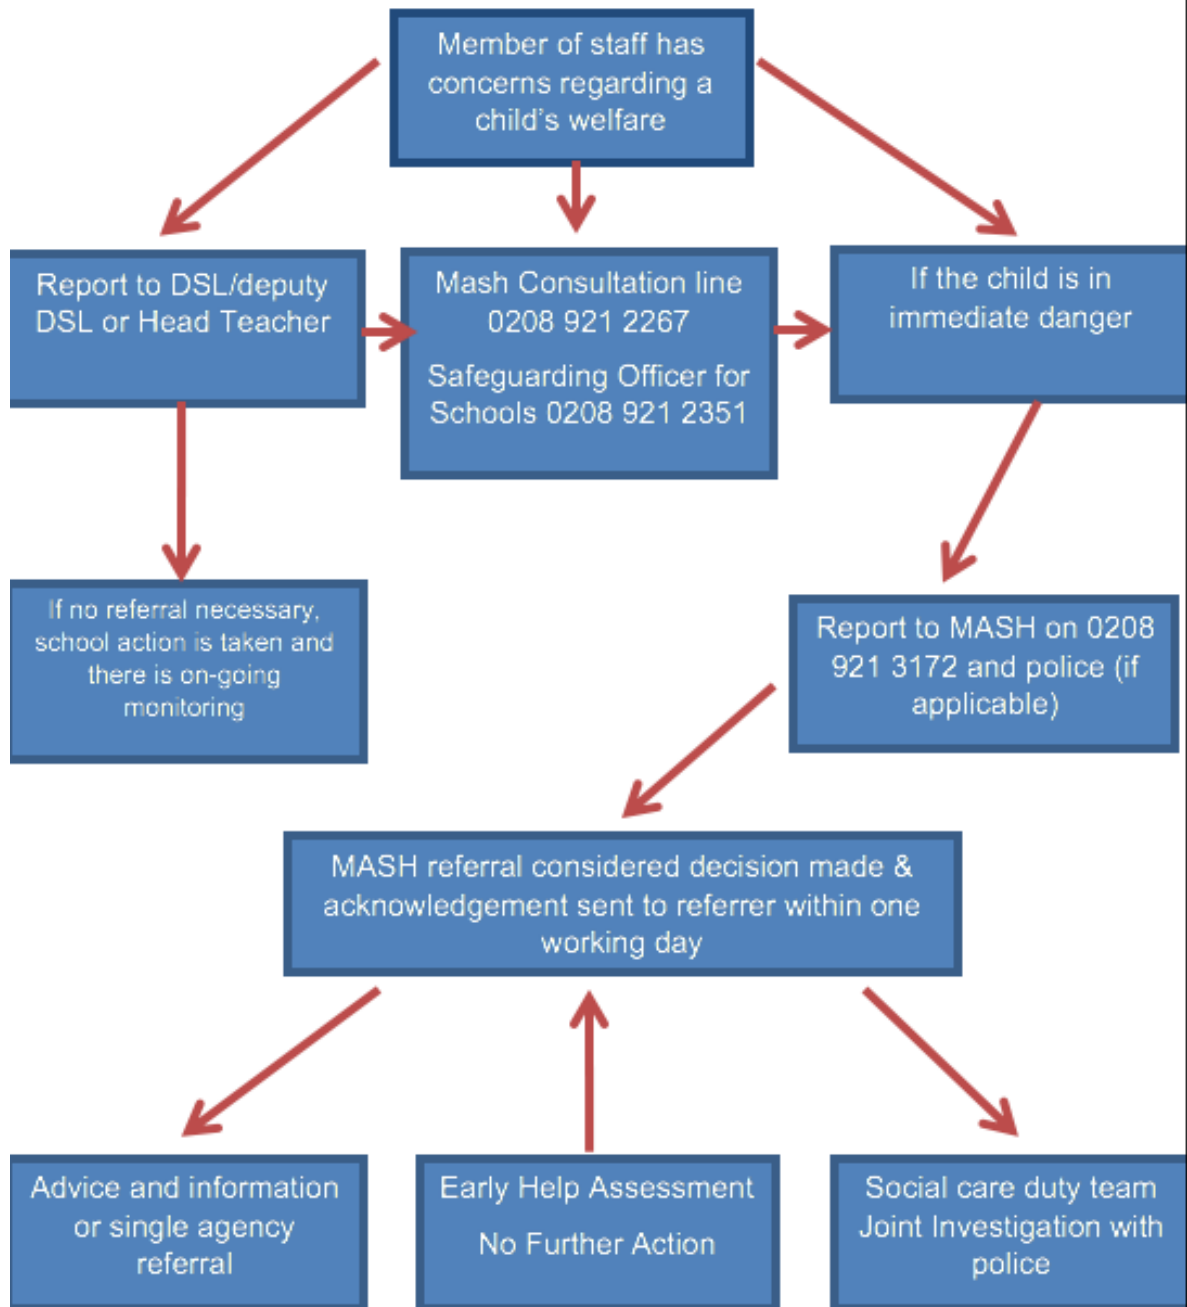 Member of staff has
concerns regarding a
child's welfare
Report to DSL/deputy
DSL or Head Teacher
Mash Consultation line
0208 921 2267
Safeguarding Officer for
Schools 0208 921 2351
If the child is in
immediate danger
If no referral necessary,
school action is taken and
there is on-going
monitoring
Report to MASH on 0208
921 3172 and police (if
applicable)
MASH referral considered decision made &
acknowledgement sent to referrer within one
working day
Advice and information
or single agency
referral
Early Help Assessment
No Further Action
Social care duty team
Joint Investigation with
police